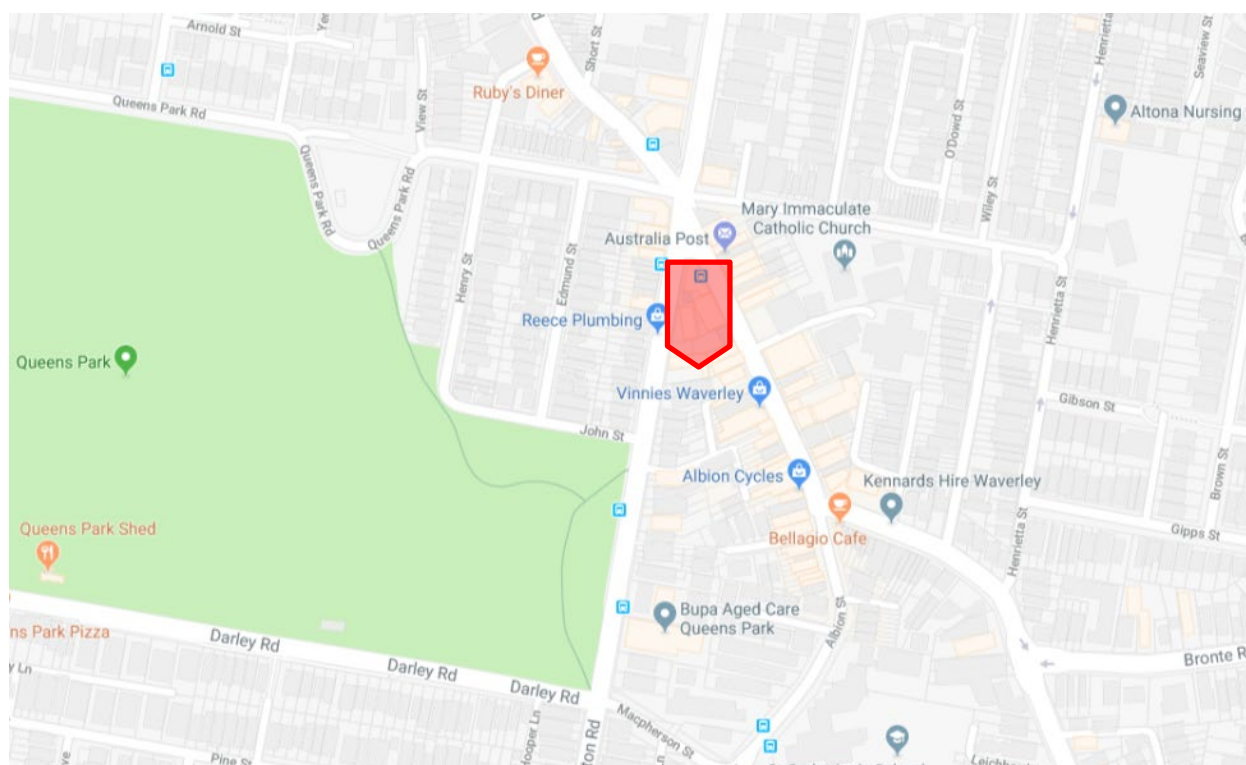 Arnold St
Short St
Henrietta St
Seaview St
Ruby's Diner
Queens Park Rd
View St
O'Dowd St
Altona Nursing
Queens Park Rd
Queens Park Rd
Wiley St
Mary Immaculate
Catholic Church
Australia Post
Henry St
Edmund St
Henrietta St
Reece Plumbing
Queens Park
Vinnies Waverley
Gibson St
John St
Brown St
Albion Cycles
Kennards Hire Waverley
Queens Park Shed
Bellagio Cafe
Henrietta St
Gipps St
ns Park Pizza
Bupa Aged Care
Queens Park
Albion St
Darley Rd
Darley Rd
Darley Rd
Bronte R
y Ln
Hooper Ln
ton Rd
Macpherson St
Pine S
Leichh